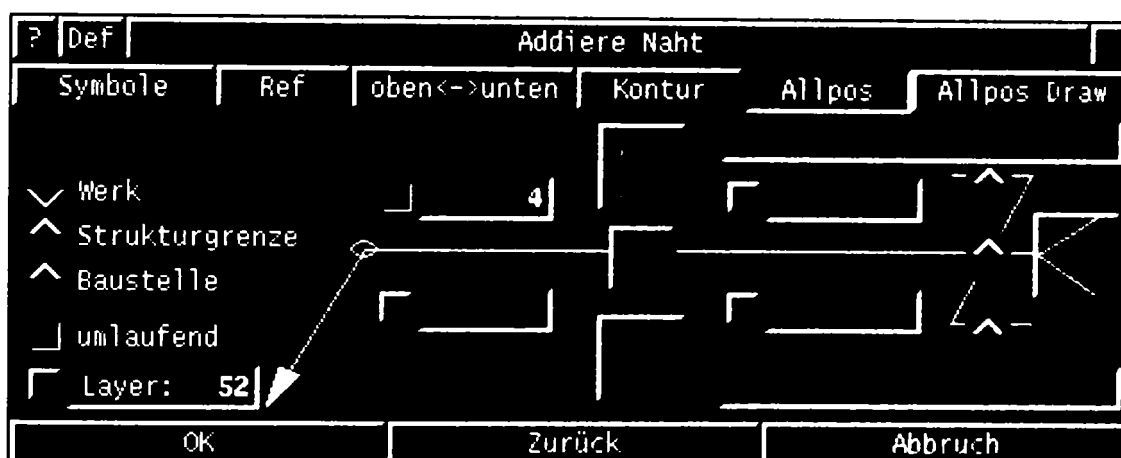 ? Def Addiere Naht
Symbole Ref oben<->unten Kontur Allpos Allpos Draw
Werk 4
Strukturgrenze
Baustelle
umlaufend
Layer: 52
OK Zurück Abbruch